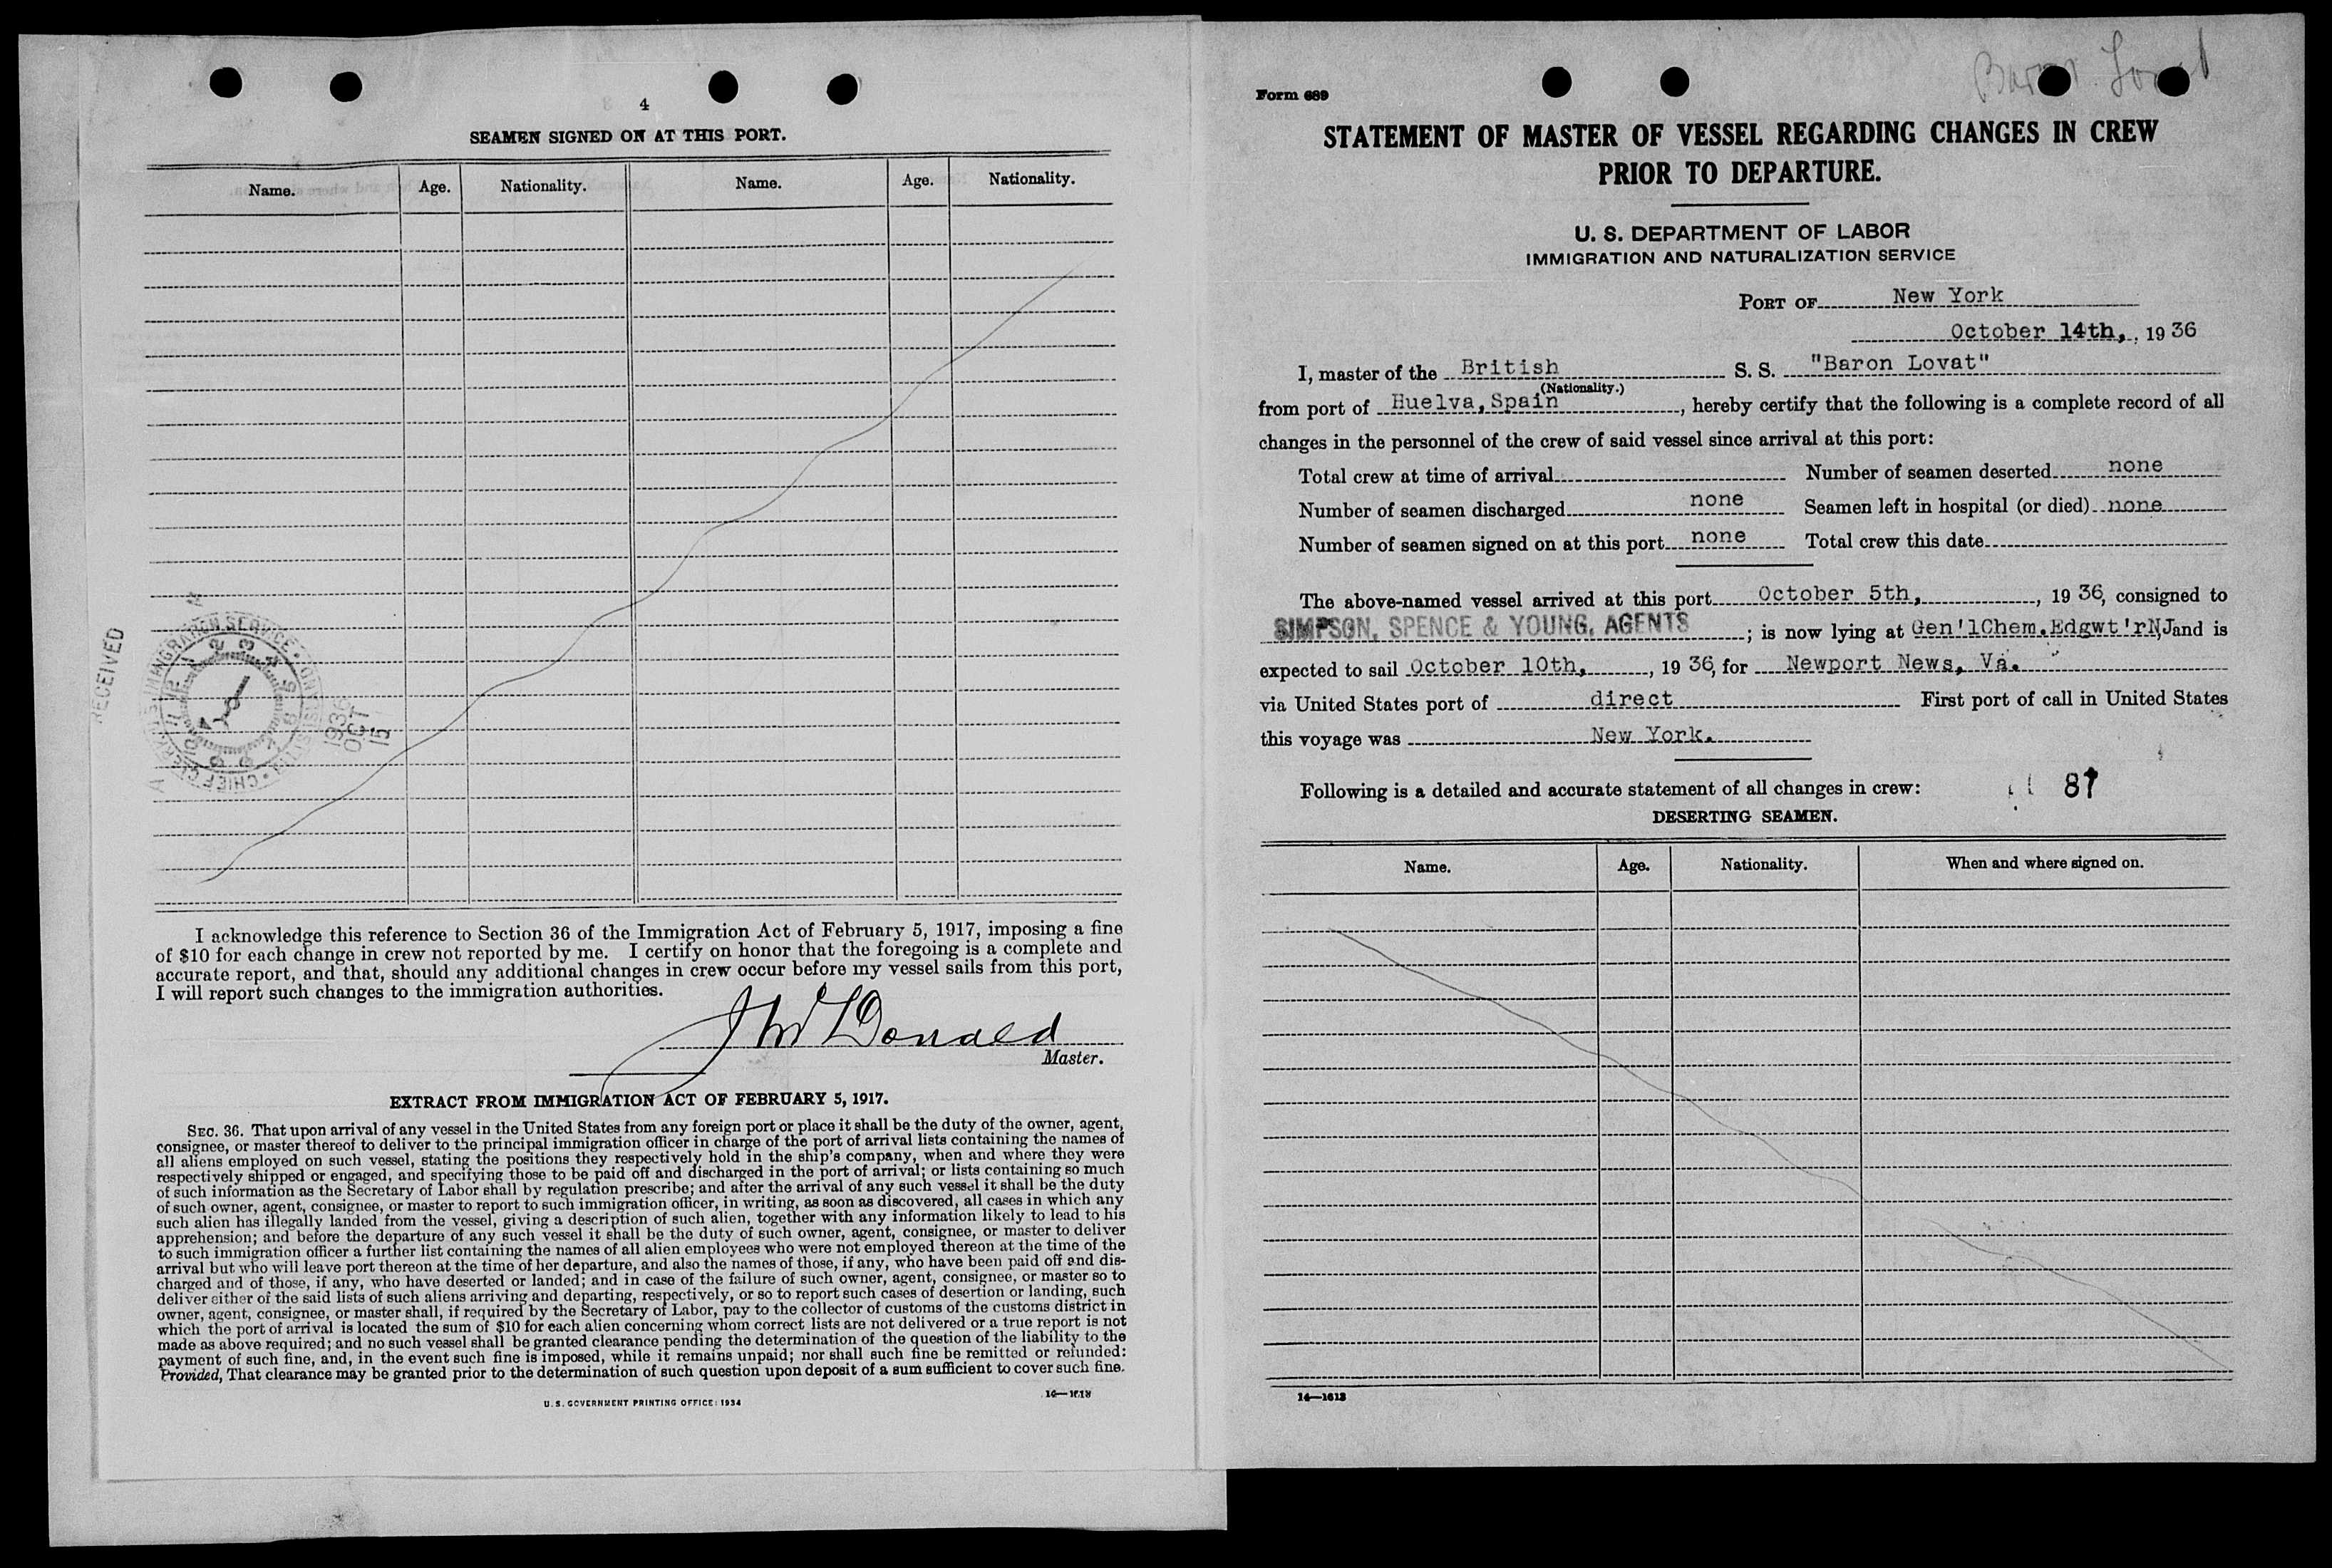 4
SEAMEN SIGNED ON AT THIS PORT.
Name. Age. Nationality. Name. Age. Nationality.
RECEIVED
IMMIGRATION SERVICE
CHIEF CLERK
1936
OCT
15
I acknowledge this reference to Section 36 of the Immigration Act of February 5, 1917, imposing a fine
of $10 for each change in crew not reported by me. I certify on honor that the foregoing is a complete and
accurate report, and that, should any additional changes in crew occur before my vessel sails from this port,
I will report such changes to the immigration authorities.
J McDonald
Master.
EXTRACT FROM IMMIGRATION ACT OF FEBRUARY 5, 1917.
SEC. 36. That upon arrival of any vessel in the United States from any foreign port or place it shall be the duty of the owner, agent,
consignee, or master thereof to deliver to the principal immigration officer in charge of the port of arrival lists containing the names of
all aliens employed on such vessel, stating the positions they respectively hold in the ship's company, when and where they were
respectively shipped or engaged, and specifying those to be paid off and discharged in the port of arrival; or lists containing so much
of such information as the Secretary of Labor shall by regulation prescribe; and after the arrival of any such vessel it shall be the duty
of such owner, agent, consignee, or master to report to such immigration officer, in writing, as soon as discovered, all cases in which any
such alien has illegally landed from the vessel, giving a description of such alien, together with any information likely to lead to his
apprehension; and before the departure of any such vessel it shall be the duty of such owner, agent, consignee, or master to deliver
to such immigration officer a further list containing the names of all alien employees who were not employed thereon at the time of the
arrival but who will leave port thereon at the time of her departure, and also the names of those, if any, who have been paid off and dis-
charged and of those, if any, who have deserted or landed; and in case of the failure of such owner, agent, consignee, or master so to
deliver either of the said lists of such aliens arriving and departing, respectively, or so to report such cases of desertion or landing, such
owner, agent, consignee, or master shall, if required by the Secretary of Labor, pay to the collector of customs of the customs district in
which the port of arrival is located the sum of $10 for each alien concerning whom correct lists are not delivered or a true report is not
made as above required; and no such vessel shall be granted clearance pending the determination of the question of the liability to the
payment of such fine, and, in the event such fine is imposed, while it remains unpaid; nor shall such fine be remitted or refunded:
Provided, That clearance may be granted prior to the determination of such question upon deposit of a sum sufficient to cover such fine.
U. S. GOVERNMENT PRINTING OFFICE: 1934
14—1618
Baron Lovat
Form 689
STATEMENT OF MASTER OF VESSEL REGARDING CHANGES IN CREW
PRIOR TO DEPARTURE.
U. S. DEPARTMENT OF LABOR
IMMIGRATION AND NATURALIZATION SERVICE
PORT OF New York
October 14th, , 1936
I, master of the British S. S. "Baron Lovat"
(Nationality.)
from port of Huelva, Spain, hereby certify that the following is a complete record of all
changes in the personnel of the crew of said vessel since arrival at this port:
Total crew at time of arrival Number of seamen deserted none
Number of seamen discharged none Seamen left in hospital (or died) none
Number of seamen signed on at this port none Total crew this date
The above-named vessel arrived at this port October 5th, , 1936, consigned to
SIMPSON, SPENCE & YOUNG, AGENTS ; is now lying at Gen'lChem.Edgwt'rNJ and is
expected to sail October 10th, , 1936, for Newport News, Va.
via United States port of direct First port of call in United States
this voyage was New York.
Following is a detailed and accurate statement of all changes in crew:
DESERTING SEAMEN.
Name. Age. Nationality. When and where signed on.
14—1618